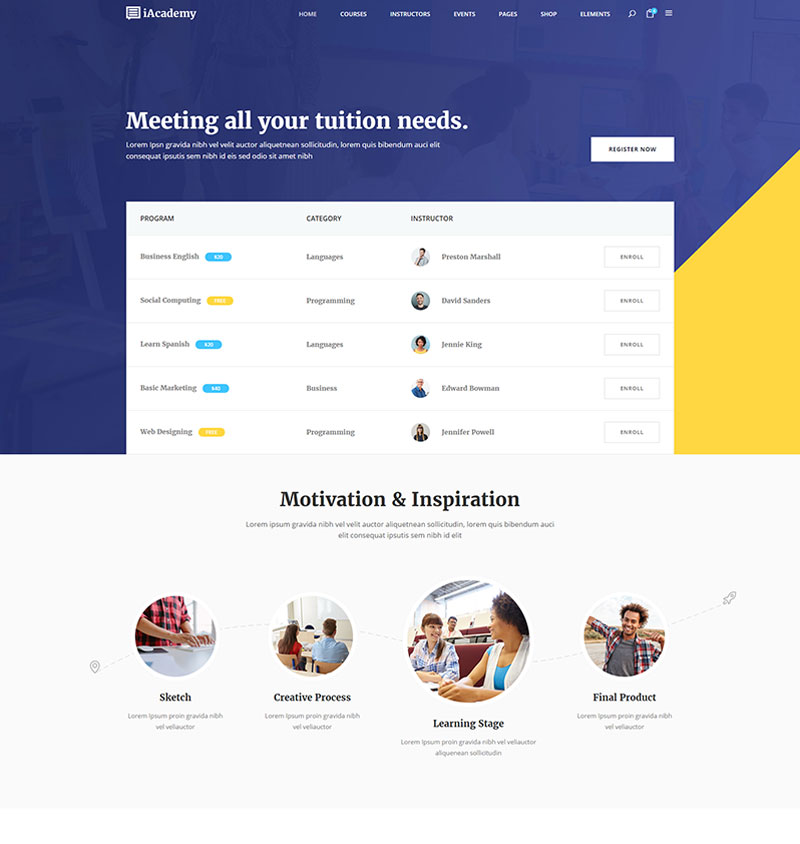 iAcademy
HOME COURSES INSTRUCTORS EVENTS PAGES SHOP ELEMENTS
Meeting all your tuition needs.
Lorem Ipsn gravida nibh vel velit auctor aliquetnean sollicitudin, lorem quis bibendum auci elit
consequat ipsutis sem nibh id eis sed odio sit amet nibh
REGISTER NOW
PROGRAM CATEGORY INSTRUCTOR
Business English Languages Preston Marshall ENROLL
Social Computing FREE Programming David Sanders ENROLL
Learn Spanish Languages Jennie King ENROLL
Basic Marketing $40 Business Edward Bowman ENROLL
Web Designing FREE Programming Jennifer Powell ENROLL
Motivation & Inspiration
Lorem ipsum gravida nibh vel velit auctor aliquetnean sollicitudin, lorem quis bibendum auci
elit consequat ipsutis sem nibh id elit
Sketch
Lorem Ipsum proin gravida nibh
vel veliauctor
Creative Process
Lorem Ipsum proin gravida nibh
vel veliauctor
Learning Stage
Lorem Ipsum proin gravida nibh vel veliauctor
aliquenean sollicitudin
Final Product
Lorem Ipsum proin gravida nibh
vel veliauctor